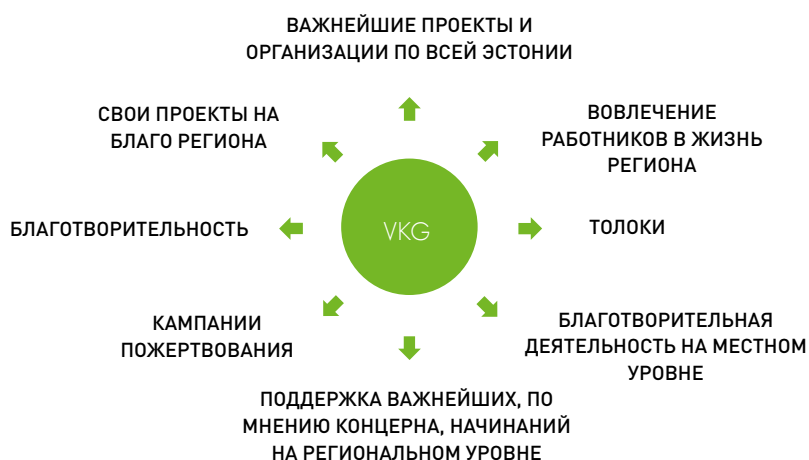 ВАЖНЕЙШИЕ ПРОЕКТЫ И
ОРГАНИЗАЦИИ ПО ВСЕЙ ЭСТОНИИ
СВОИ ПРОЕКТЫ НА
БЛАГО РЕГИОНА
ВОВЛЕЧЕНИЕ
РАБОТНИКОВ В ЖИЗНЬ
РЕГИОНА
БЛАГОТВОРИТЕЛЬНОСТЬ
VKG
ТОЛОКИ
КАМПАНИИ
ПОЖЕРТВОВАНИЯ
БЛАГОТВОРИТЕЛЬНАЯ
ДЕЯТЕЛЬНОСТЬ НА МЕСТНОМ
УРОВНЕ
ПОДДЕРЖКА ВАЖНЕЙШИХ, ПО
МНЕНИЮ КОНЦЕРНА, НАЧИНАНИЙ
НА РЕГИОНАЛЬНОМ УРОВНЕ